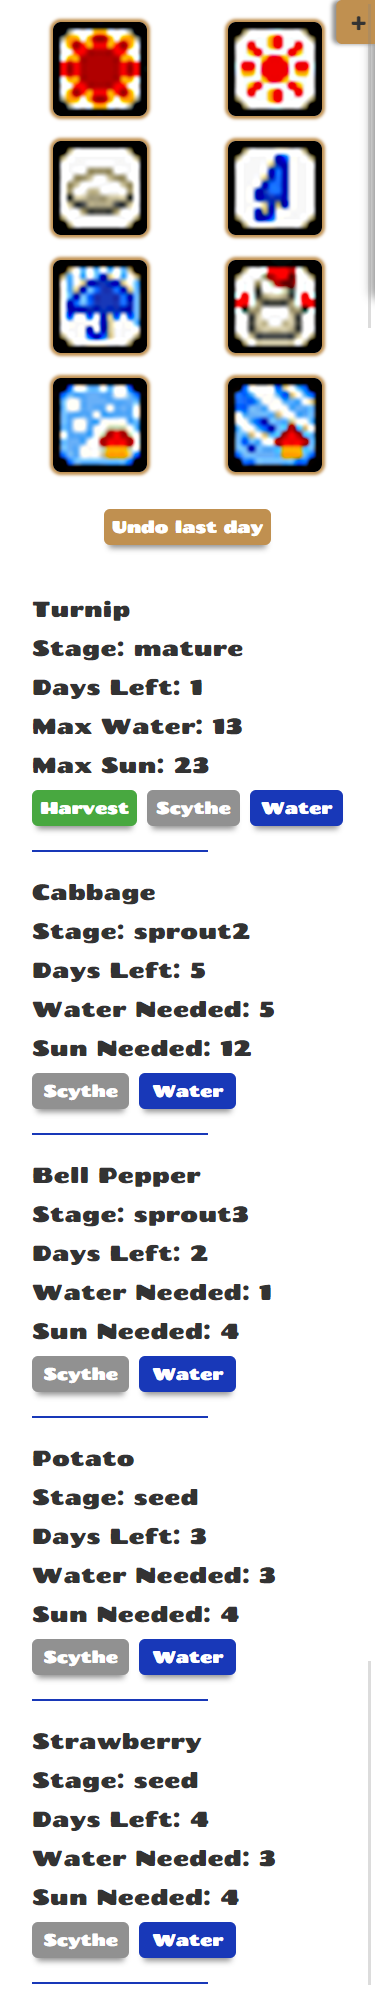 +
Undo last day
Turnip
Stage: mature
Days Left: 1
Max Water: 13
Max Sun: 23
Harvest Scythe Water
Cabbage
Stage: sprout2
Days Left: 5
Water Needed: 5
Sun Needed: 12
Scythe Water
Bell Pepper
Stage: sprout3
Days Left: 2
Water Needed: 1
Sun Needed: 4
Scythe Water
Potato
Stage: seed
Days Left: 3
Water Needed: 3
Sun Needed: 4
Scythe Water
Strawberry
Stage: seed
Days Left: 4
Water Needed: 3
Sun Needed: 4
Scythe Water